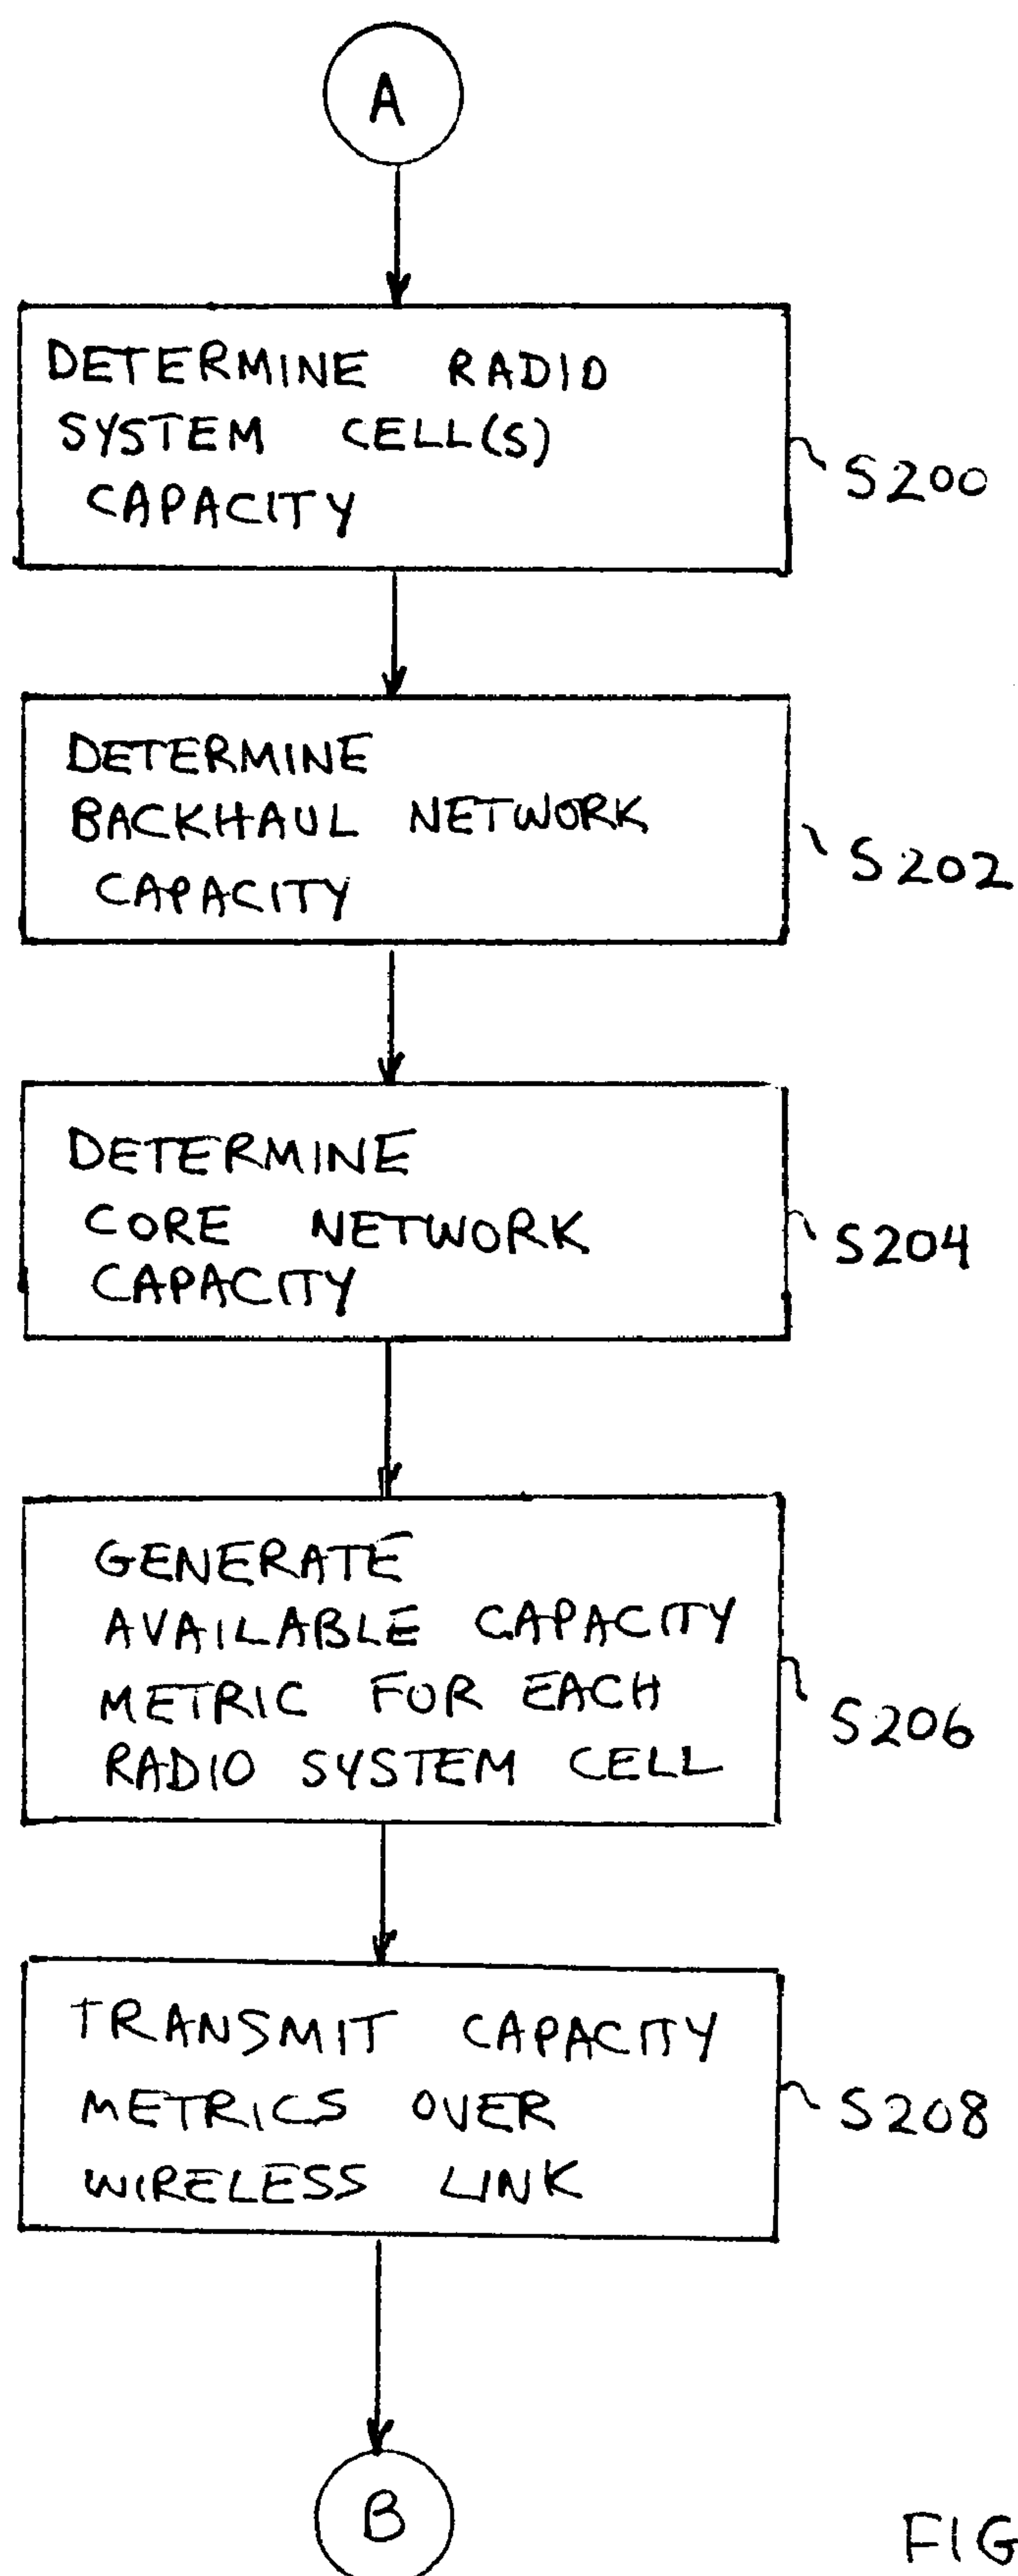 A
DETERMINE RADIO
SYSTEM CELL(S)
CAPACITY
S200
DETERMINE
BACKHAUL NETWORK
CAPACITY
S202
DETERMINE
CORE NETWORK
CAPACITY
S204
GENERATE
AVAILABLE CAPACITY
METRIC FOR EACH
RADIO SYSTEM CELL
S206
TRANSMIT CAPACITY
METRICS OVER
WIRELESS LINK
S208
B
FIG